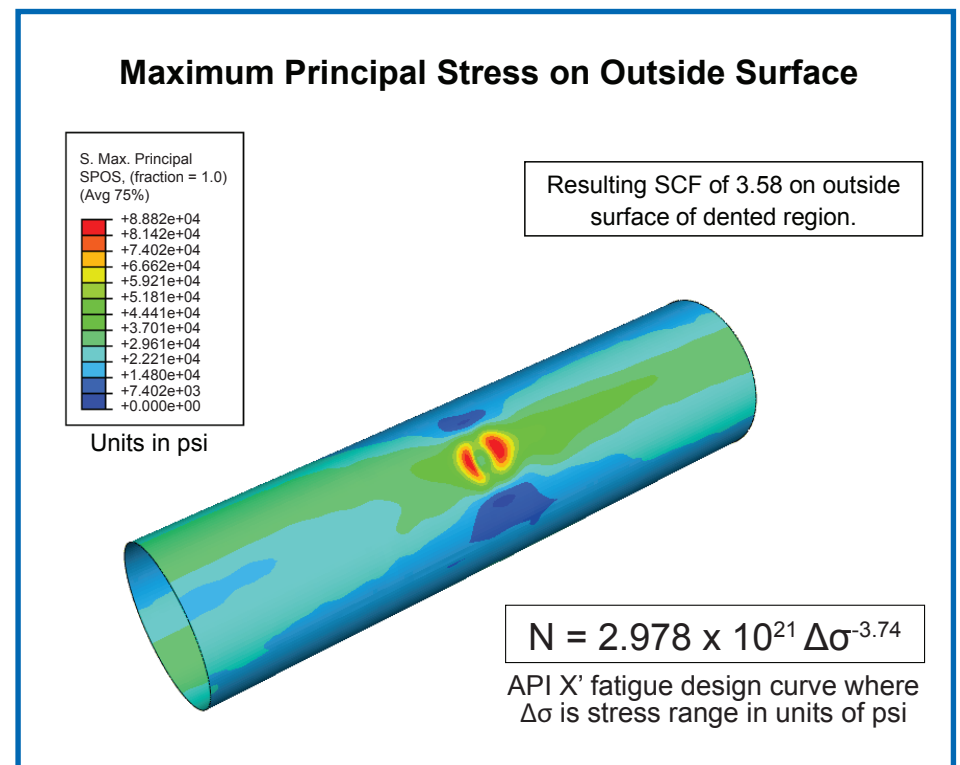 Maximum Principal Stress on Outside Surface
S. Max. Principal
SPOS, (fraction = 1.0)
(Avg 75%)
+8.882e+04
+8.142e+04
+7.402e+04
+6.662e+04
+5.921e+04
+5.181e+04
+4.441e+04
+3.701e+04
+2.961e+04
+2.221e+04
+1.480e+04
+7.402e+03
+0.000e+00
Units in psi
Resulting SCF of 3.58 on outside
surface of dented region.
N = 2.978 x 10²¹ Δσ⁻³·⁷⁴
API X’ fatigue design curve where
Δσ is stress range in units of psi